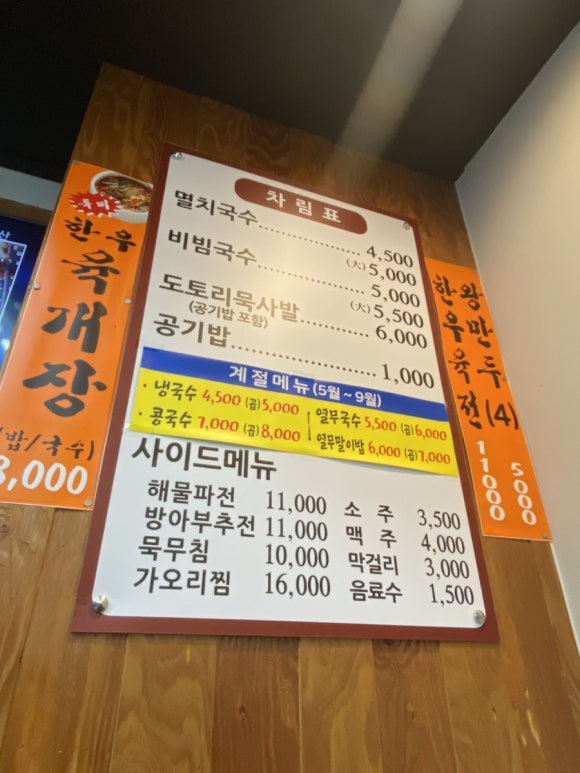 차림표
멸치국수 4,500
(大) 5,000
비빔국수 5,000
(大) 5,500
도토리묵사발 6,000
(공기밥 포함)
공기밥 1,000
계절메뉴 (5월 ~ 9월)
· 냉국수 4,500 (곱) 5,000
· 콩국수 7,000 (곱) 8,000
열무국수 5,500 (곱) 6,000
열무말이밥 6,000 (곱) 7,000
사이드메뉴
해물파전 11,000
방아부추전 11,000
묵무침 10,000
가오리찜 16,000
소주 3,500
맥주 4,000
막걸리 3,000
음료수 1,500
특미
한우
육개장
(밥/국수)
8,000
왕만두(4)
5000
한우육전
11000